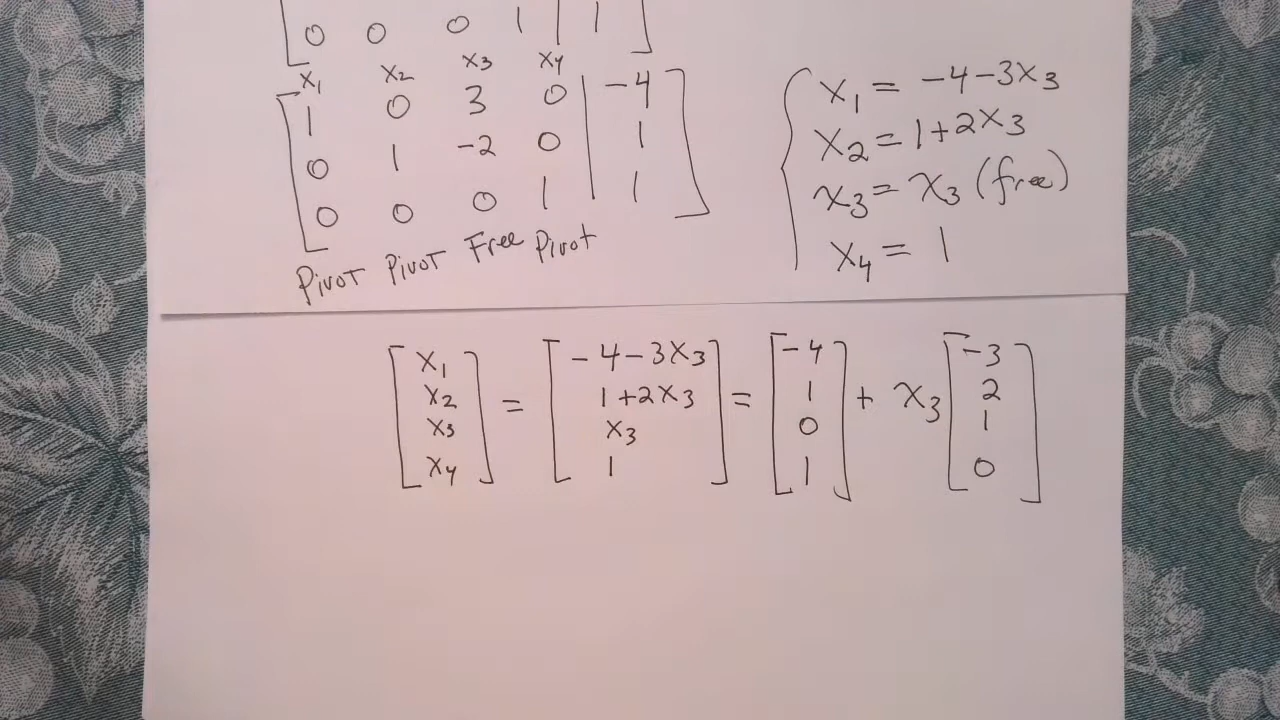 0 0 0 1 | 1
x1 x2 x3 x4
1 0 3 0 | -4
0 1 -2 0 | 1
0 0 0 1 | 1
Pivot Pivot Free Pivot
x1 = -4-3x3
x2 = 1+2x3
x3 = x3 (free)
x4 = 1
[x1] = [-4-3x3] = [-4] + x3 [-3]
[x2] [1+2x3] [1] [2]
[x3] [x3] [0] [1]
[x4] [1] [1] [0]